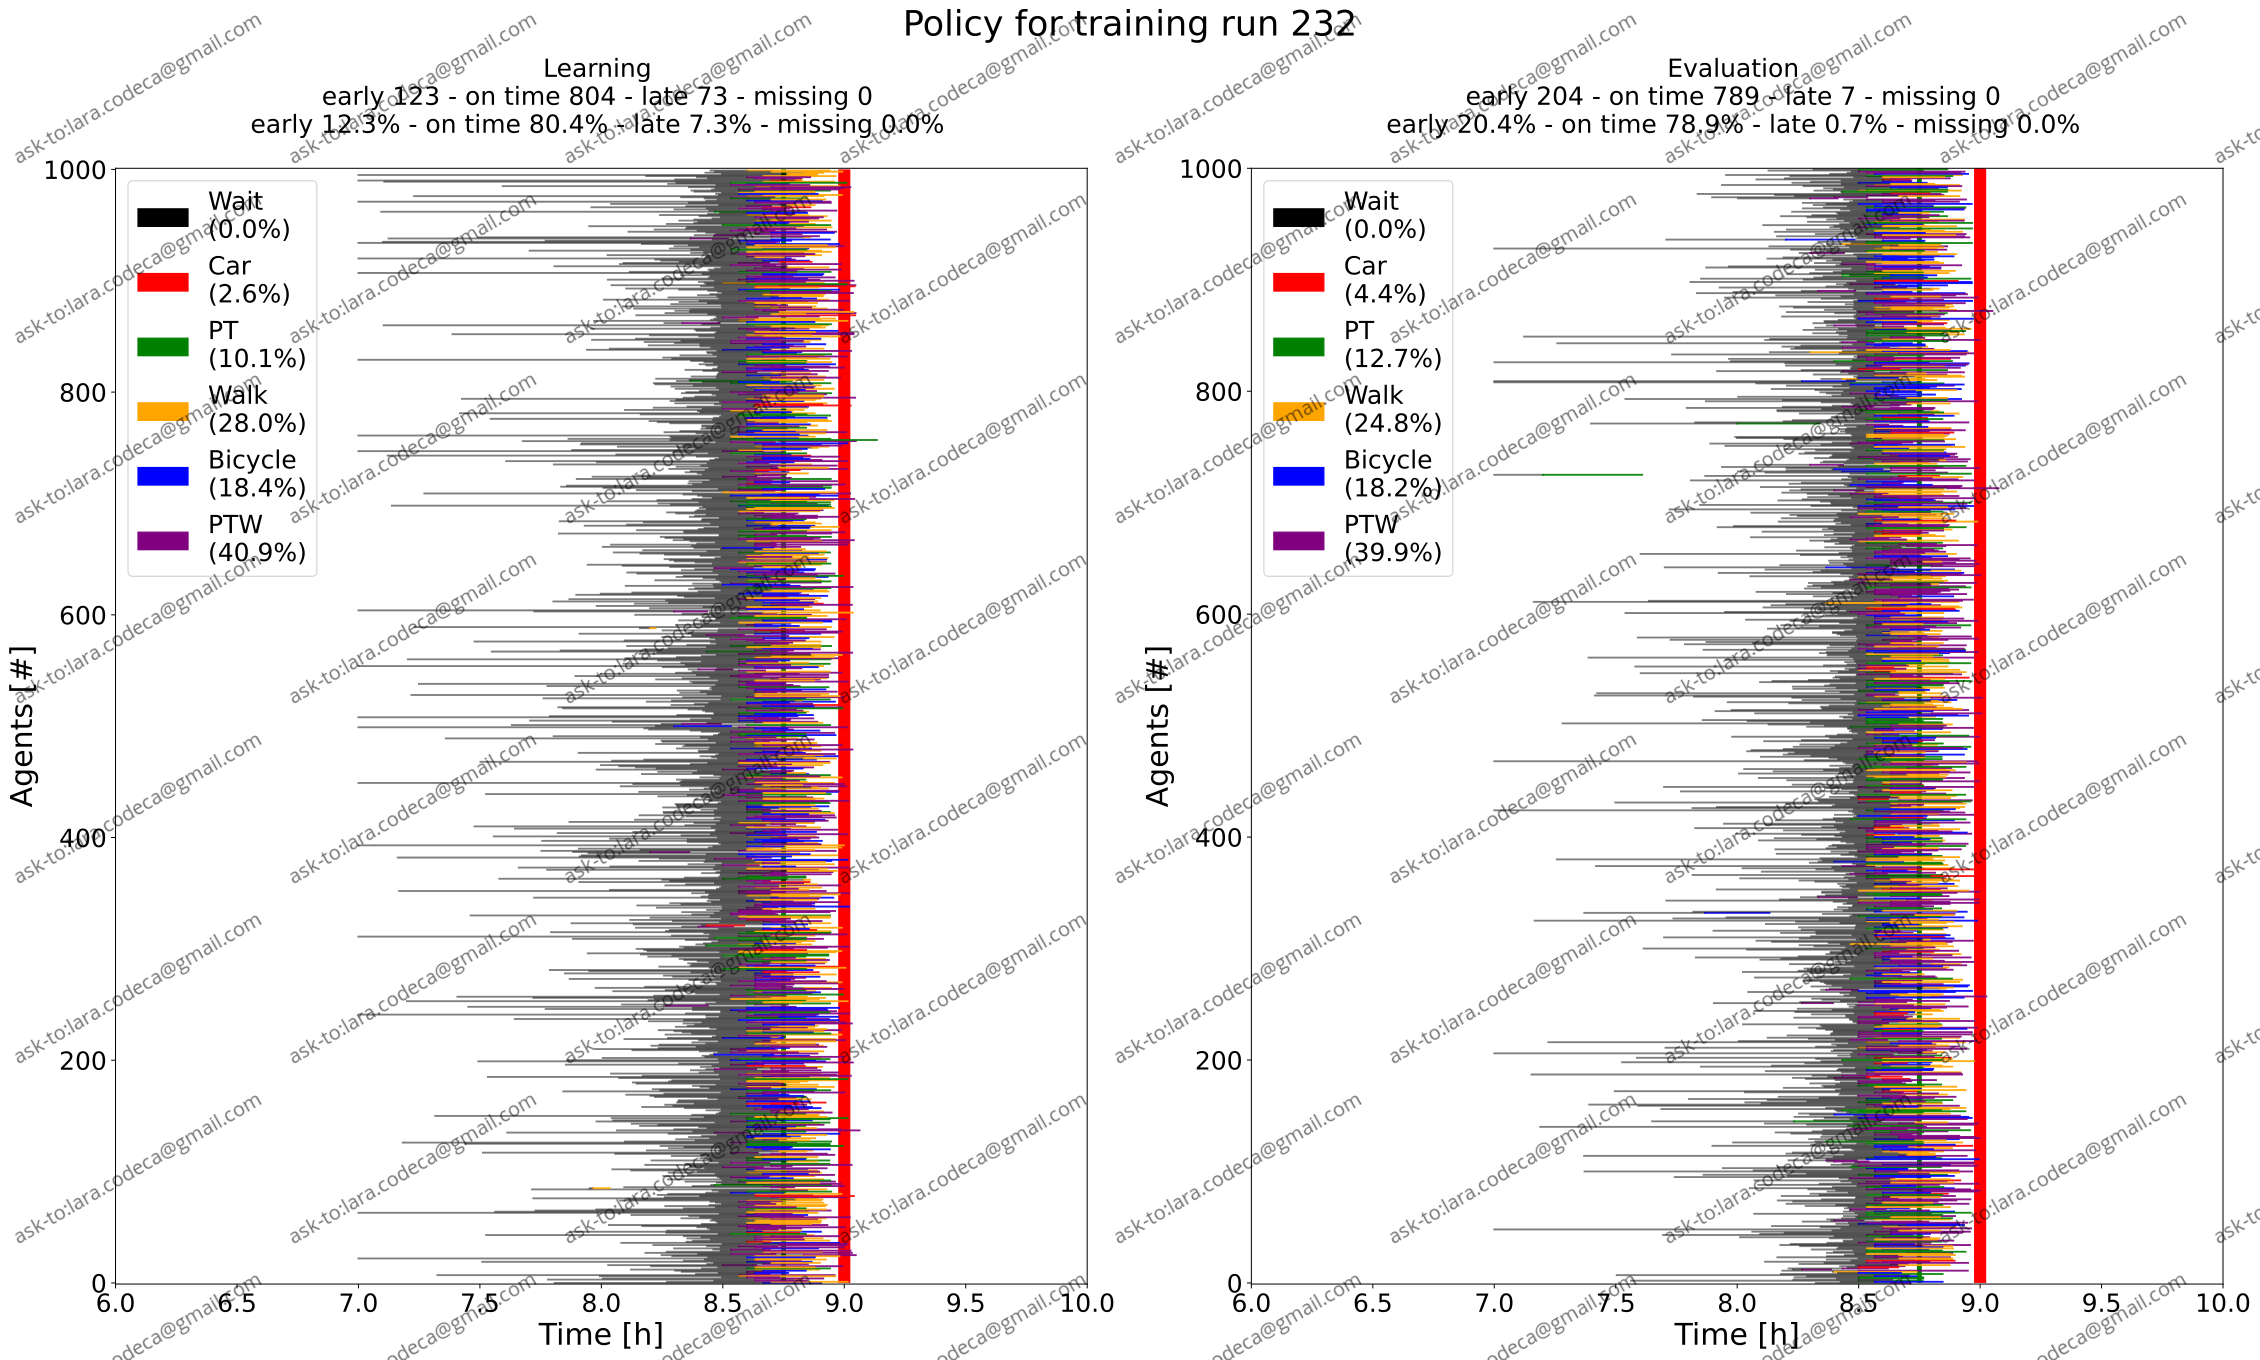 Policy for training run 232
Learning
early 123 - on time 804 - late 73 - missing 0
early 12.3% - on time 80.4% - late 7.3% - missing 0.0%
1000
800
600
400
200
0
Agents [#]
Wait
(0.0%)
Car
(2.6%)
PT
(10.1%)
Walk
(28.0%)
Bicycle
(18.4%)
PTW
(40.9%)
6.0 6.5 7.0 7.5 8.0 8.5 9.0 9.5 10.0
Time [h]
Evaluation
early 204 - on time 789 - late 7 - missing 0
early 20.4% - on time 78.9% - late 0.7% - missing 0.0%
1000
800
600
400
200
0
Agents [#]
Wait
(0.0%)
Car
(4.4%)
PT
(12.7%)
Walk
(24.8%)
Bicycle
(18.2%)
PTW
(39.9%)
6.0 6.5 7.0 7.5 8.0 8.5 9.0 9.5 10.0
Time [h]
ask-to:lara.codeca@gmail.com